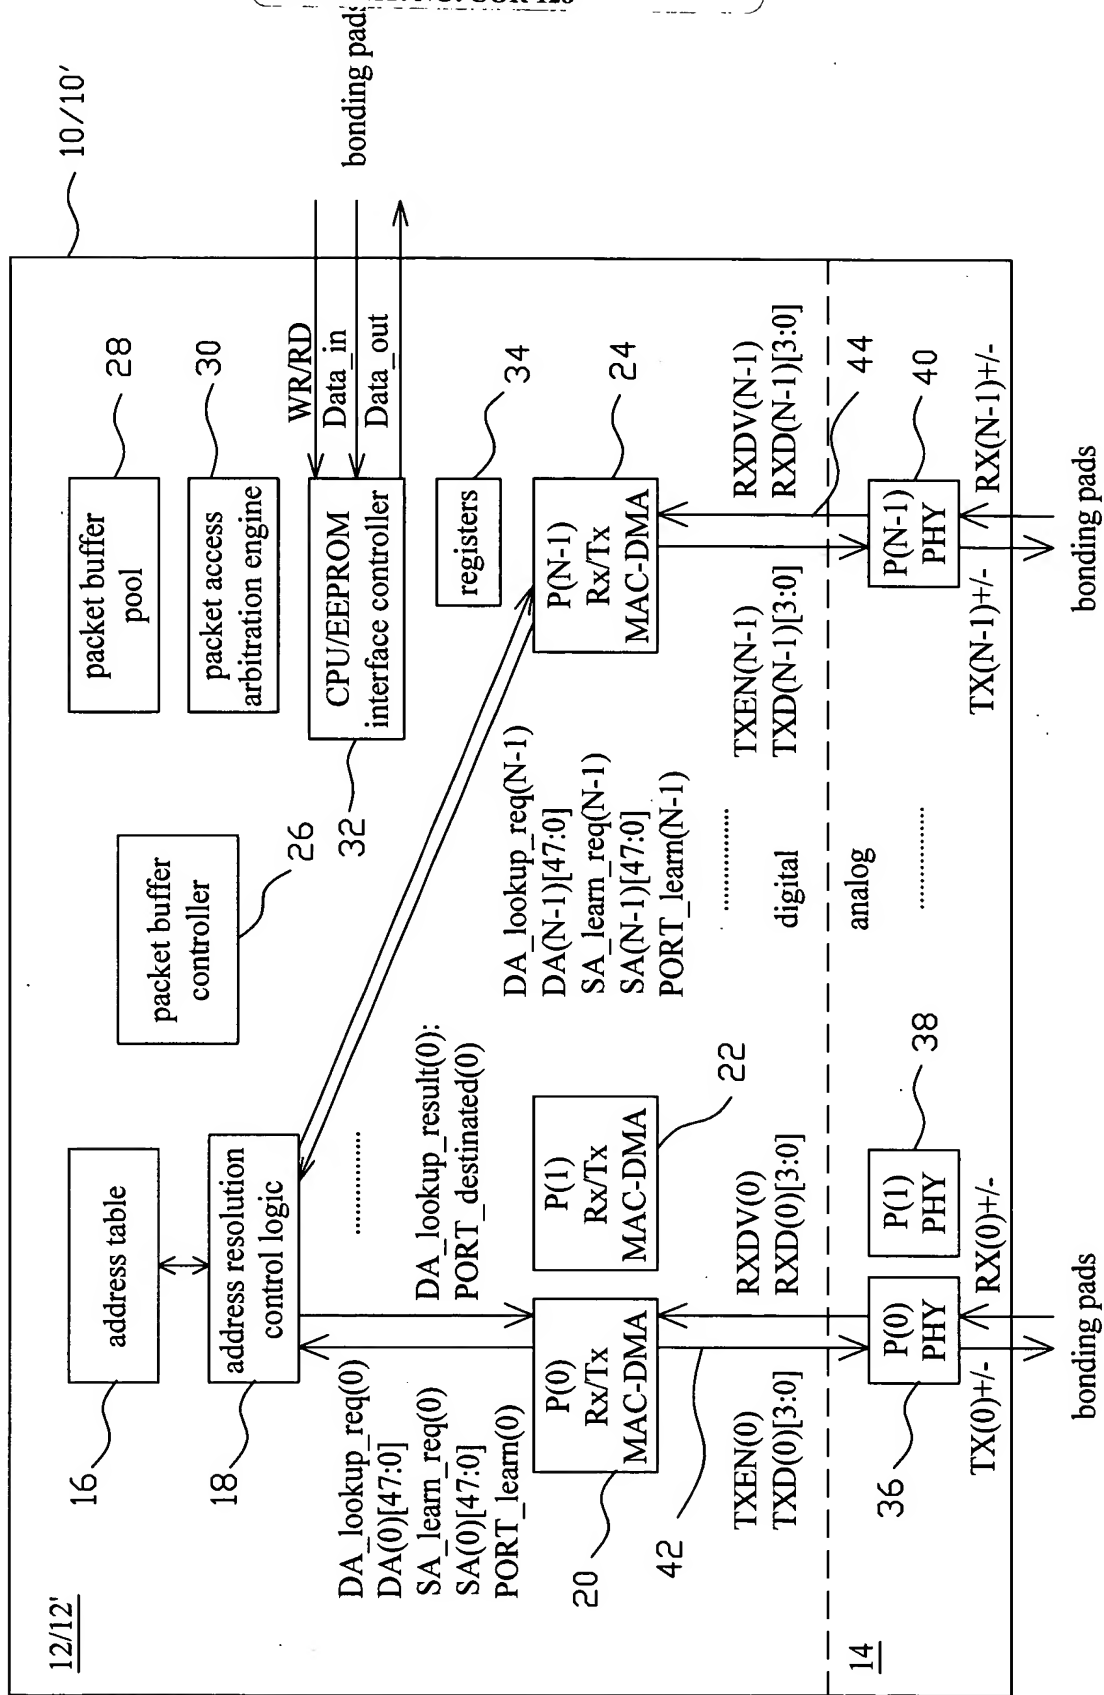 10/10'
12/12'
16
address table
18
address resolution
control logic
packet buffer
controller
26
packet buffer
pool
28
packet access
arbitration engine
30
CPU/EEPROM
interface controller
32
WR/RD
Data_in
Data_out
bonding pads
registers
34
DA_lookup_req(0)
DA(0)[47:0]
SA_learn_req(0)
SA(0)[47:0]
PORT_learn(0)
DA_lookup_result(0):
PORT_destinated(0)
.............
DA_lookup_req(N-1)
DA(N-1)[47:0]
SA_learn_req(N-1)
SA(N-1)[47:0]
PORT_learn(N-1)
20
P(0)
Rx/Tx
MAC-DMA
P(1)
Rx/Tx
MAC-DMA
22
P(N-1)
Rx/Tx
MAC-DMA
24
TXEN(0)
TXD(0)[3:0]
42
RXDV(0)
RXD(0)[3:0]
.............
TXEN(N-1)
TXD(N-1)[3:0]
RXDV(N-1)
RXD(N-1)[3:0]
44
digital
analog
14
36
P(0)
PHY
P(1)
PHY
38
.............
P(N-1)
PHY
40
TX(0)+/-
RX(0)+/-
TX(N-1)+/-
RX(N-1)+/-
bonding pads
bonding pads